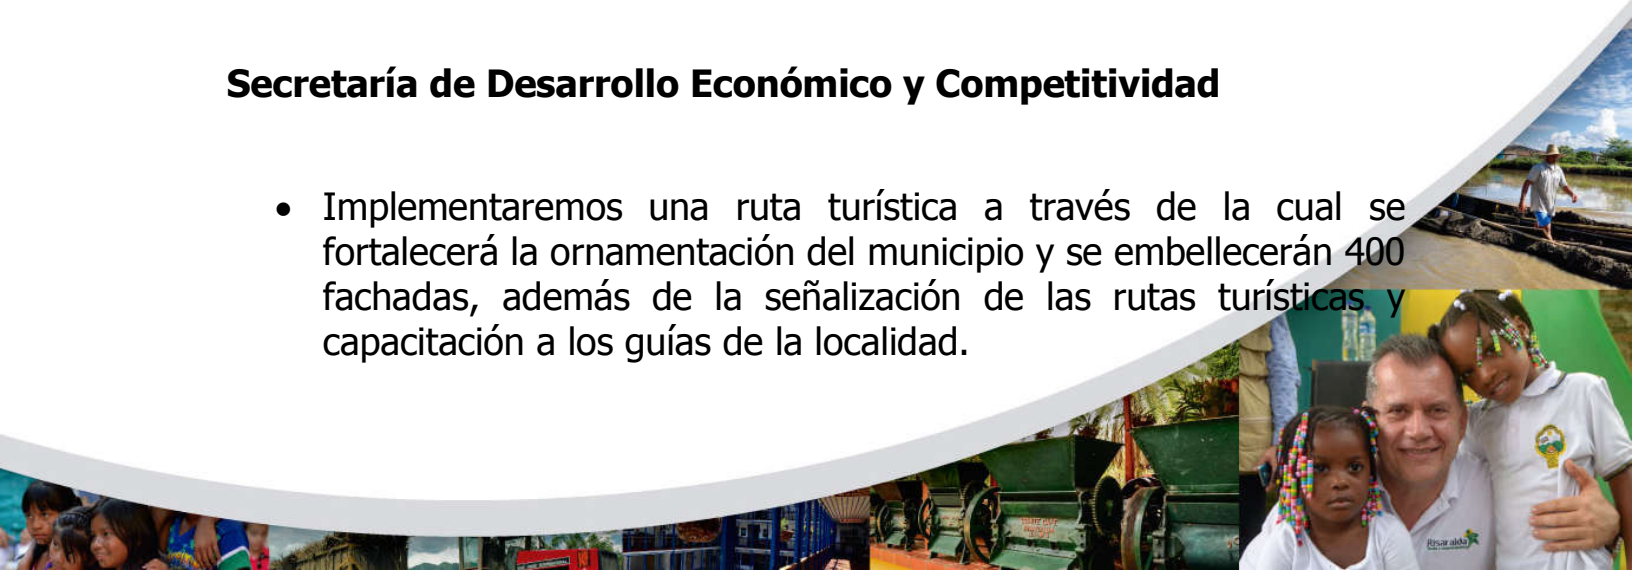 Secretaría de Desarrollo Económico y Competitividad
• Implementaremos una ruta turística a través de la cual se
fortalecerá la ornamentación del municipio y se embellecerán 400
fachadas, además de la señalización de las rutas turísticas y
capacitación a los guías de la localidad.
Risaralda